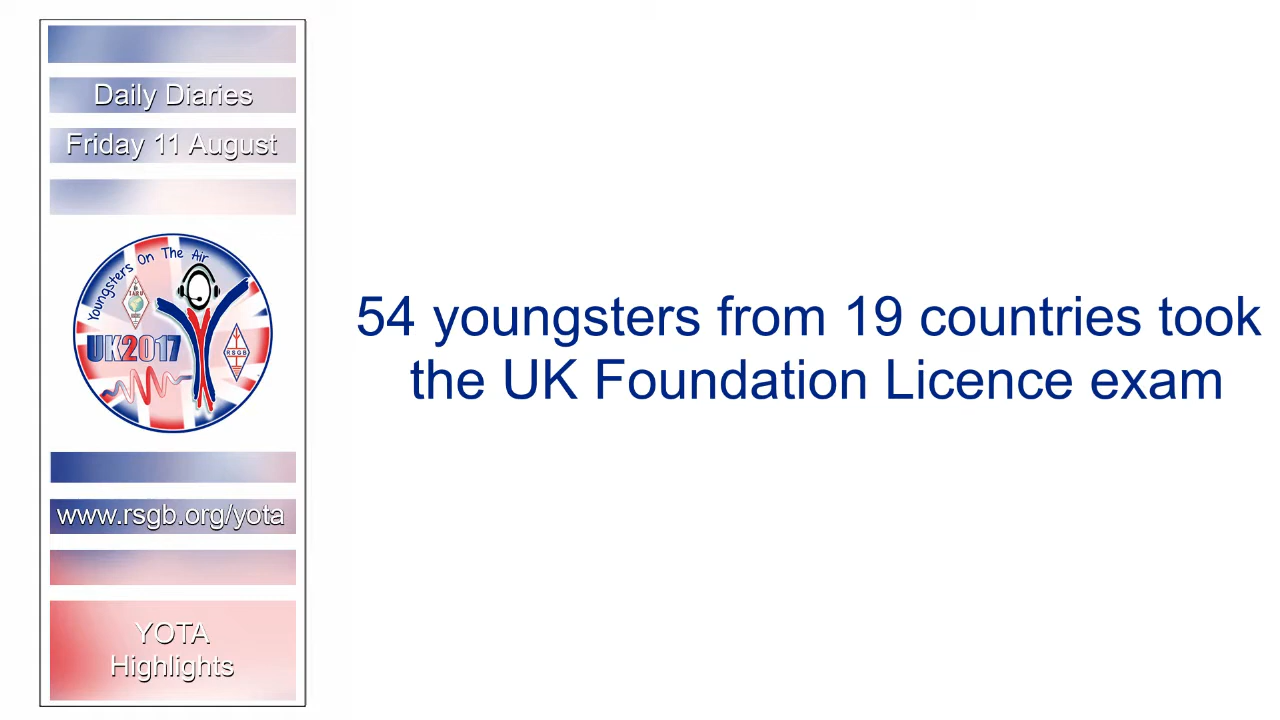 Daily Diaries
Friday 11 August
Youngsters On The Air
IARU
UK2017
RSGB
www.rsgb.org/yota
YOTA
Highlights
54 youngsters from 19 countries took
the UK Foundation Licence exam